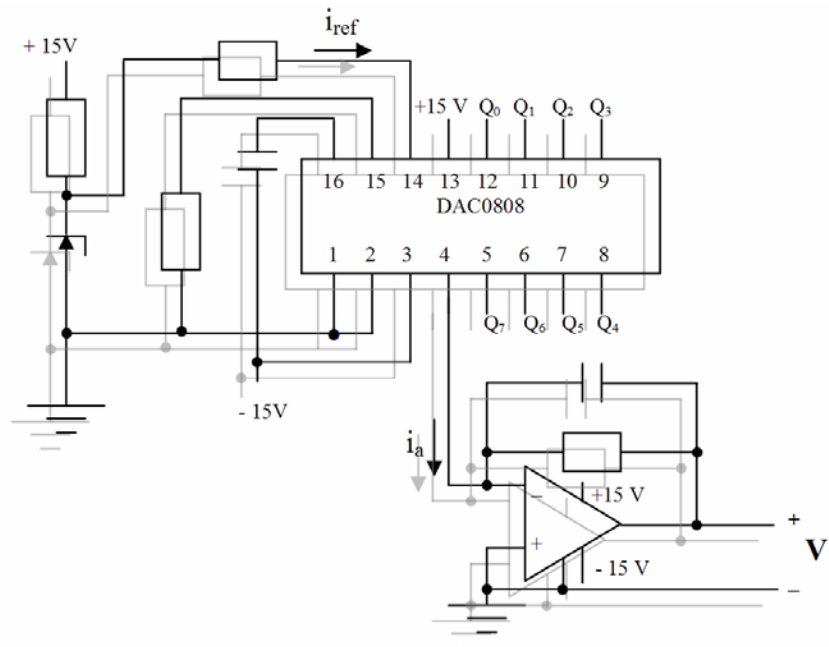 i_ref
+ 15V
+15 V Q₀ Q₁ Q₂ Q₃
16 15 14 13 12 11 10 9
DAC0808
1 2 3 4 5 6 7 8
Q₇ Q₆ Q₅ Q₄
- 15V
i_a
− +15 V
+
+ - 15 V
V
−